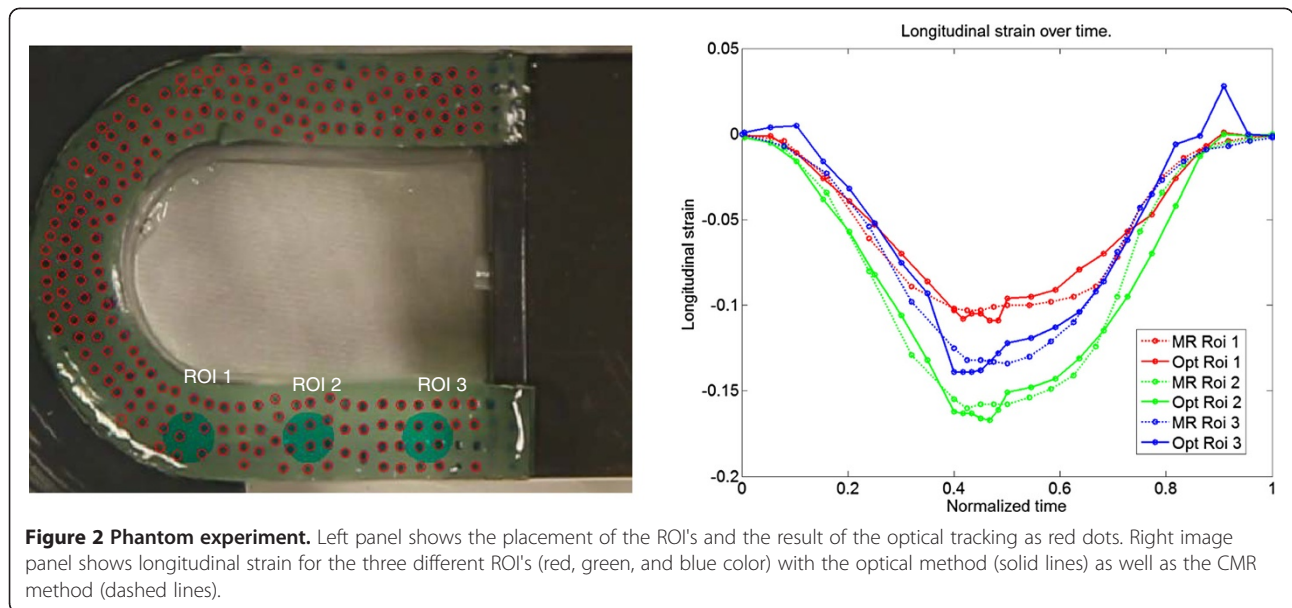 ROI 1
ROI 2
ROI 3
Longitudinal strain over time.
0.05
0
-0.05
-0.1
-0.15
-0.2
Longitudinal strain
MR Roi 1
Opt Roi 1
MR Roi 2
Opt Roi 2
MR Roi 3
Opt Roi 3
0
0.2
0.4
0.6
0.8
1
Normalized time
Figure 2 Phantom experiment. Left panel shows the placement of the ROI's and the result of the optical tracking as red dots. Right image
panel shows longitudinal strain for the three different ROI's (red, green, and blue color) with the optical method (solid lines) as well as the CMR
method (dashed lines).